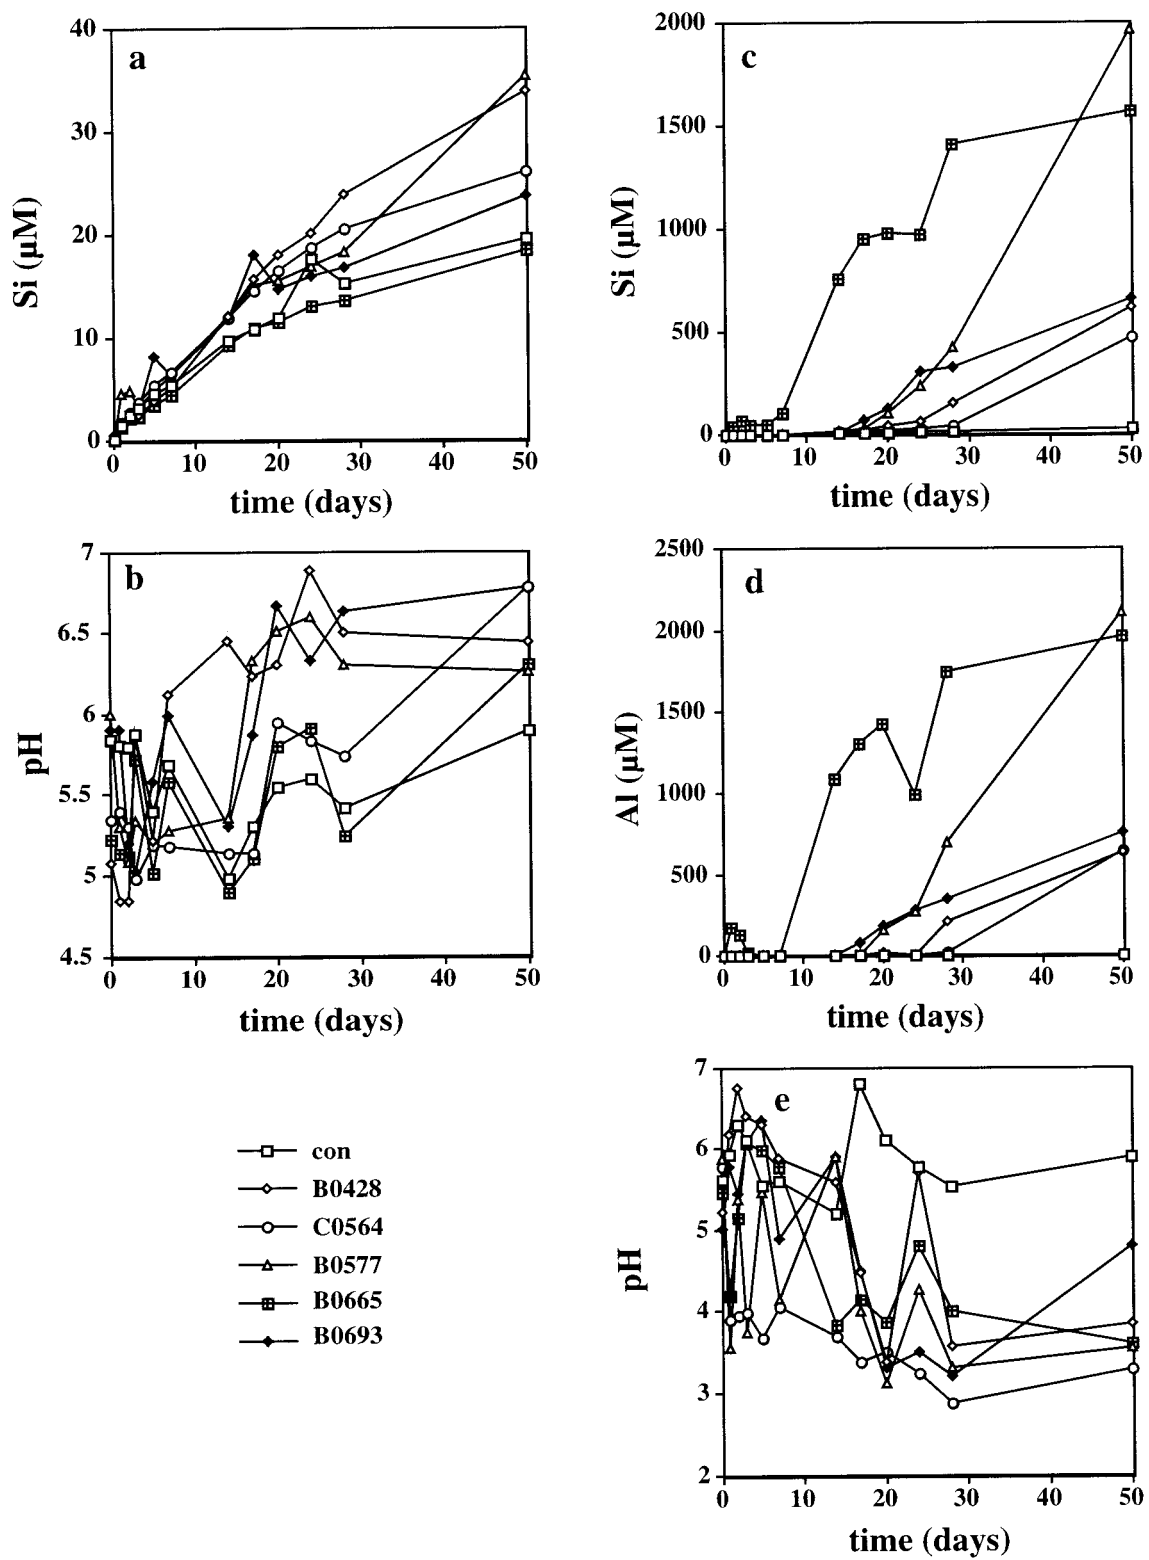 a
Si (µM)
40
30
20
10
0
0 10 20 30 40 50
time (days)
c
Si (µM)
2000
1500
1000
500
0
0 10 20 30 40 50
time (days)
b
pH
7
6.5
6
5.5
5
4.5
0 10 20 30 40 50
time (days)
d
Al (µM)
2500
2000
1500
1000
500
0
0 10 20 30 40 50
time (days)
con
B0428
C0564
B0577
B0665
B0693
e
pH
7
6
5
4
3
2
0 10 20 30 40 50
time (days)